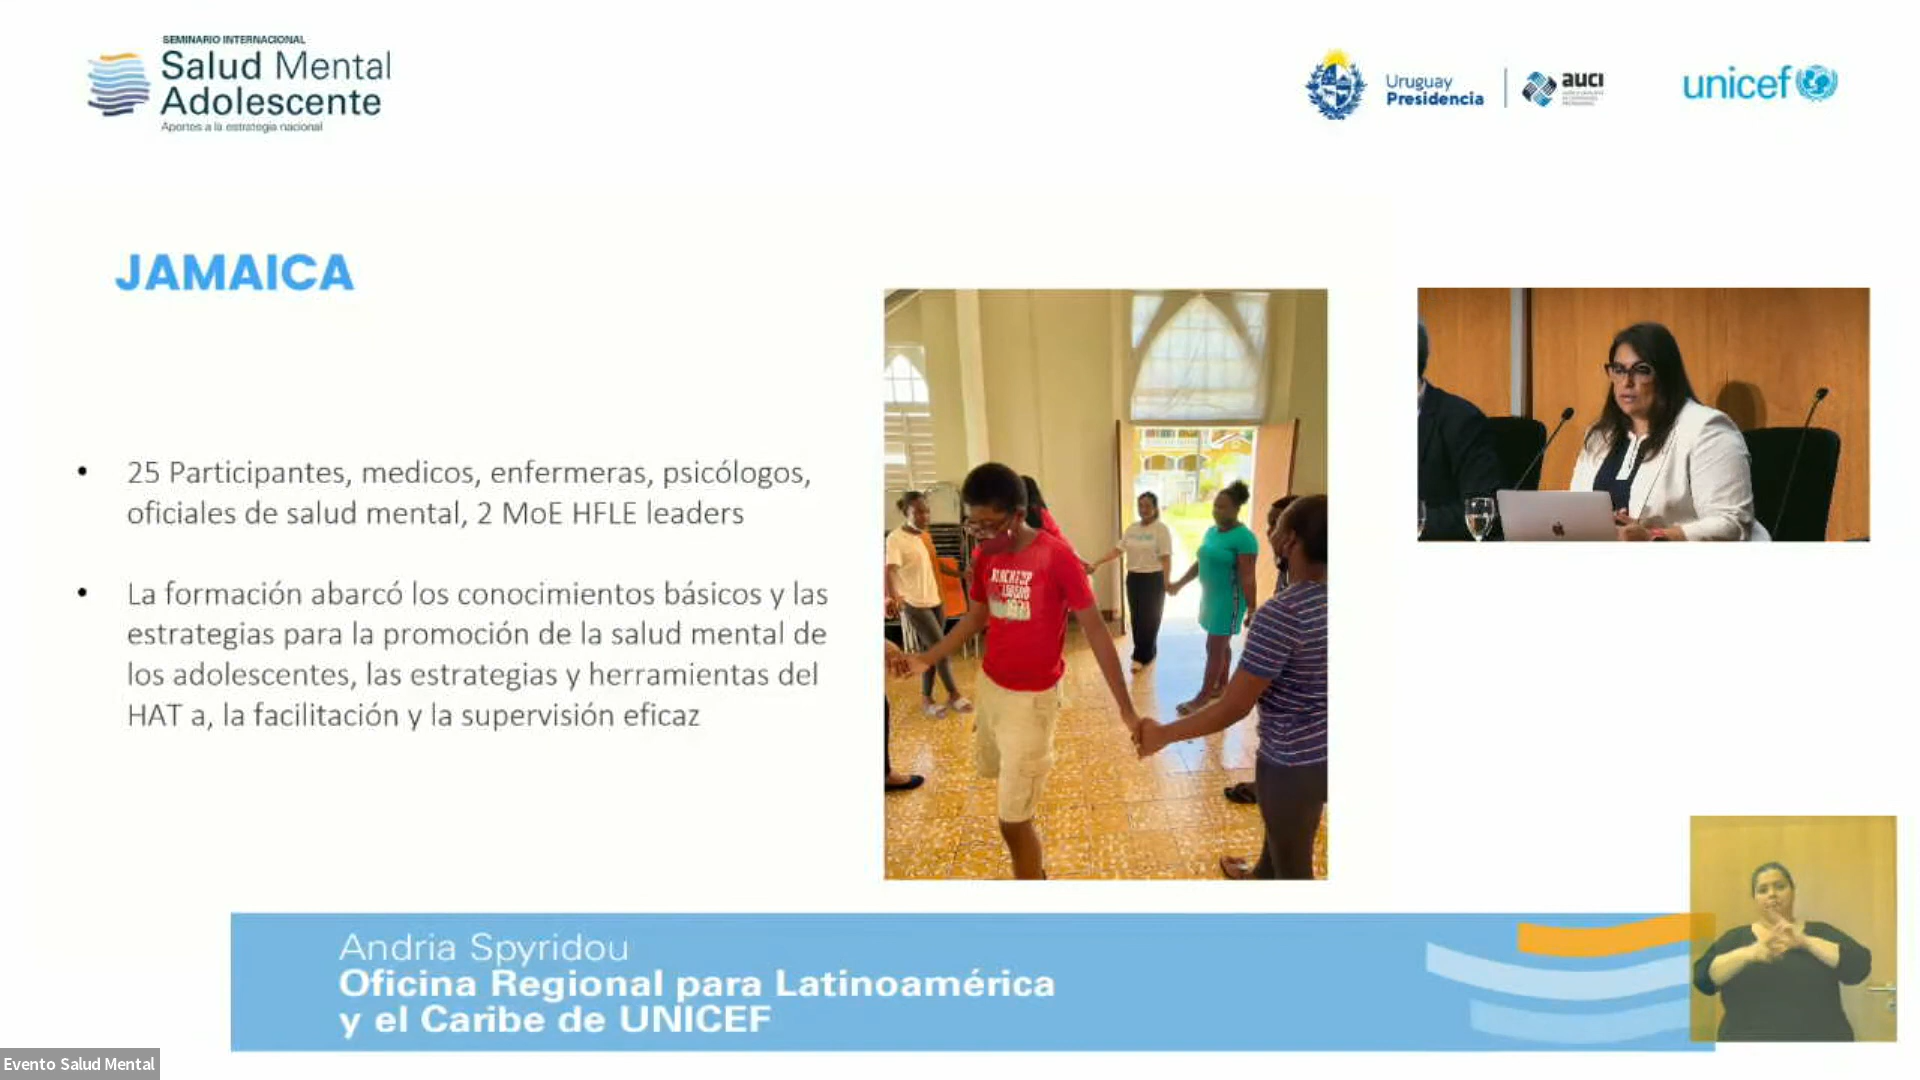 SEMINARIO INTERNACIONAL
Salud Mental
Adolescente
Aportes a la estrategia nacional
Uruguay
Presidencia
AUCI
unicef
JAMAICA
• 25 Participantes, medicos, enfermeras, psicólogos,
oficiales de salud mental, 2 MoE HFLE leaders
• La formación abarcó los conocimientos básicos y las
estrategias para la promoción de la salud mental de
los adolescentes, las estrategias y herramientas del
HAT a, la facilitación y la supervisión eficaz
Andria Spyridou
Oficina Regional para Latinoamérica
y el Caribe de UNICEF
Evento Salud Mental